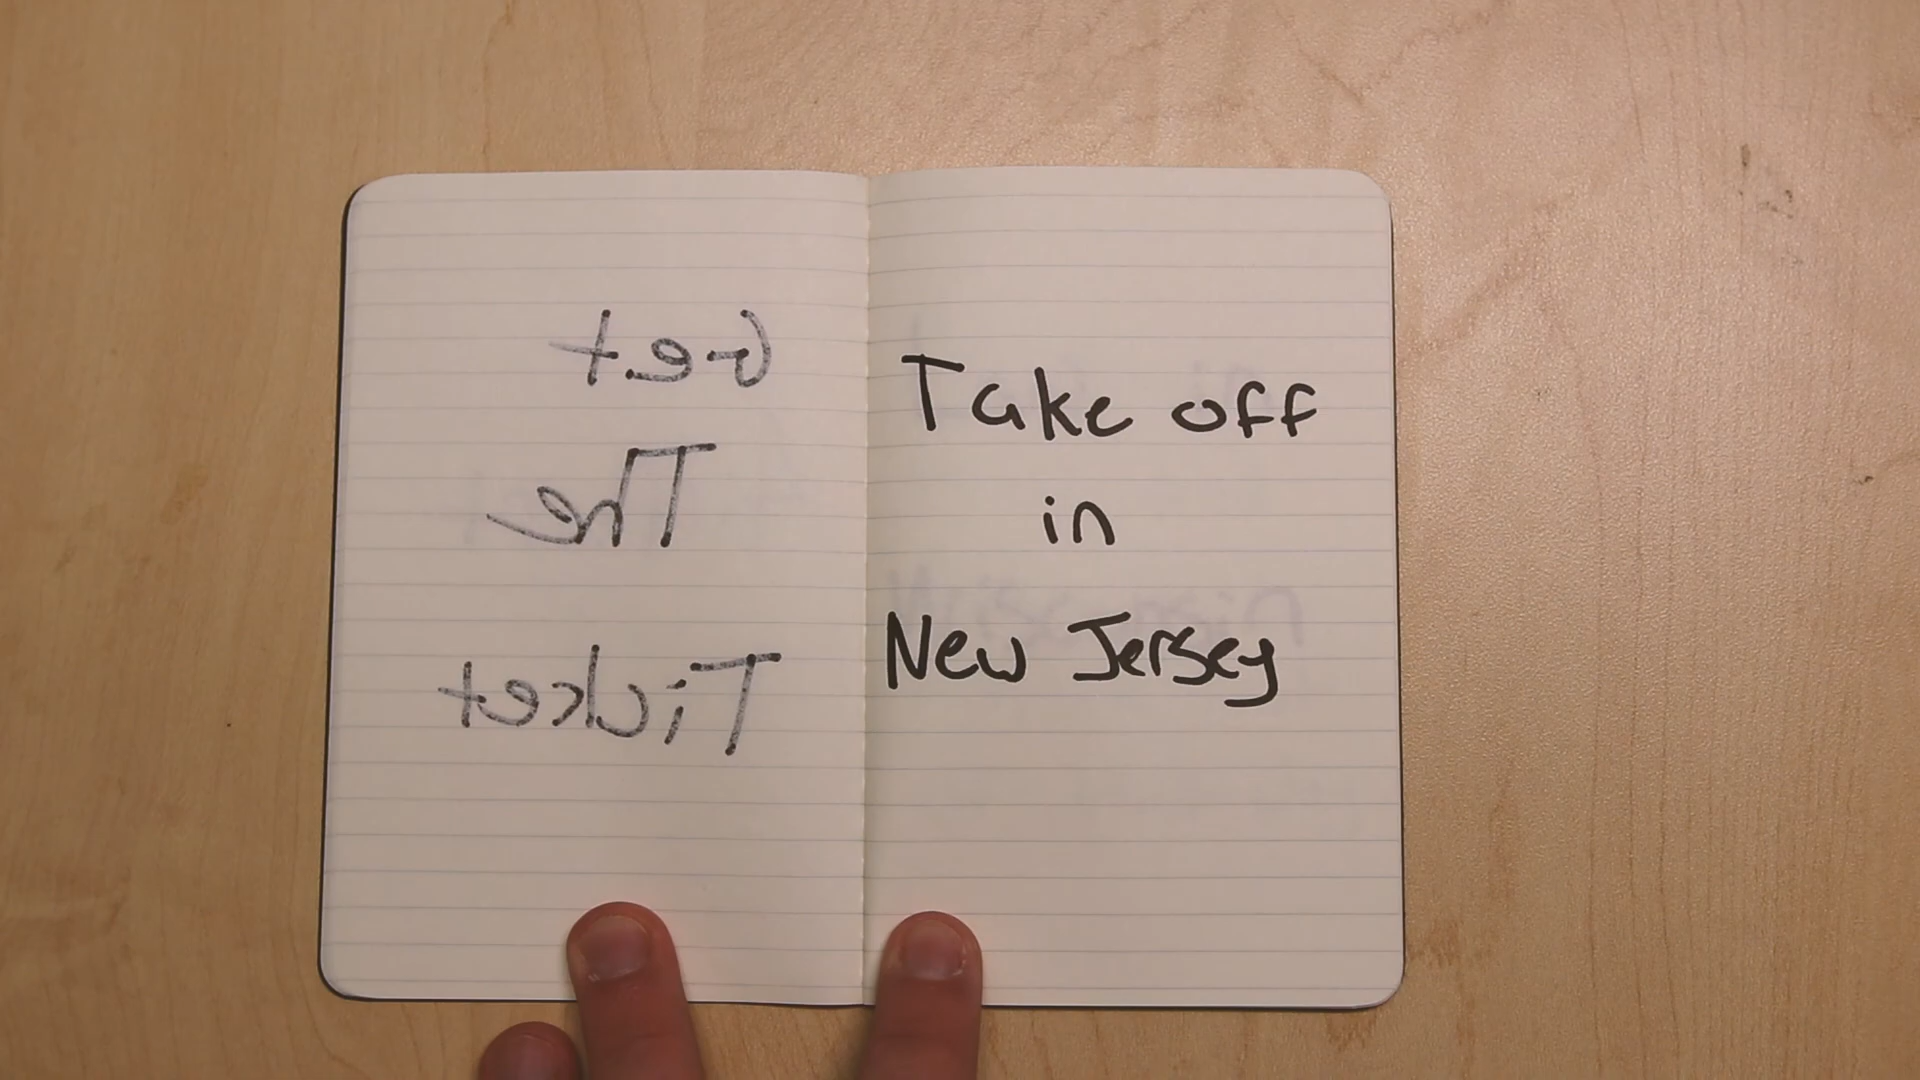 Get
The
Ticket
Take off
in
New Jersey